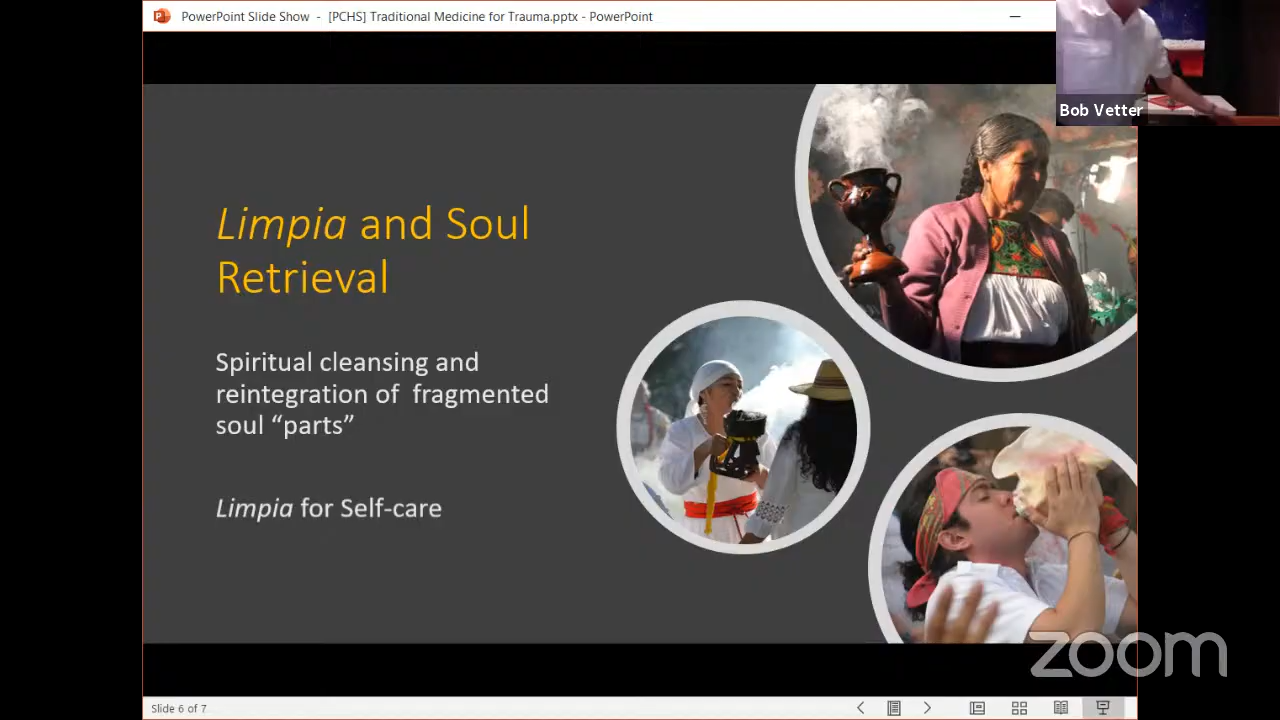 PowerPoint Slide Show - [PCHS] Traditional Medicine for Trauma.pptx - PowerPoint
Bob Vetter
Limpia and Soul
Retrieval
Spiritual cleansing and
reintegration of fragmented
soul “parts”
Limpia for Self-care
zoom
Slide 6 of 7